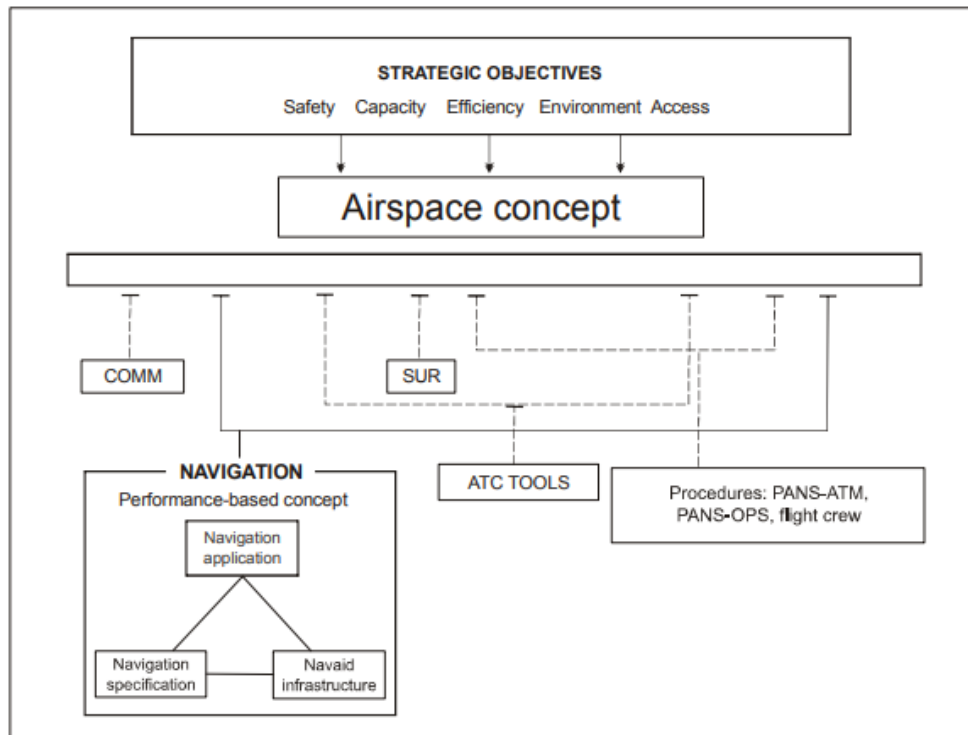 STRATEGIC OBJECTIVES
Safety Capacity Efficiency Environment Access
Airspace concept
COMM
SUR
NAVIGATION
Performance-based concept
Navigation
application
Navigation
specification
Navaid
infrastructure
ATC TOOLS
Procedures: PANS-ATM,
PANS-OPS, flight crew